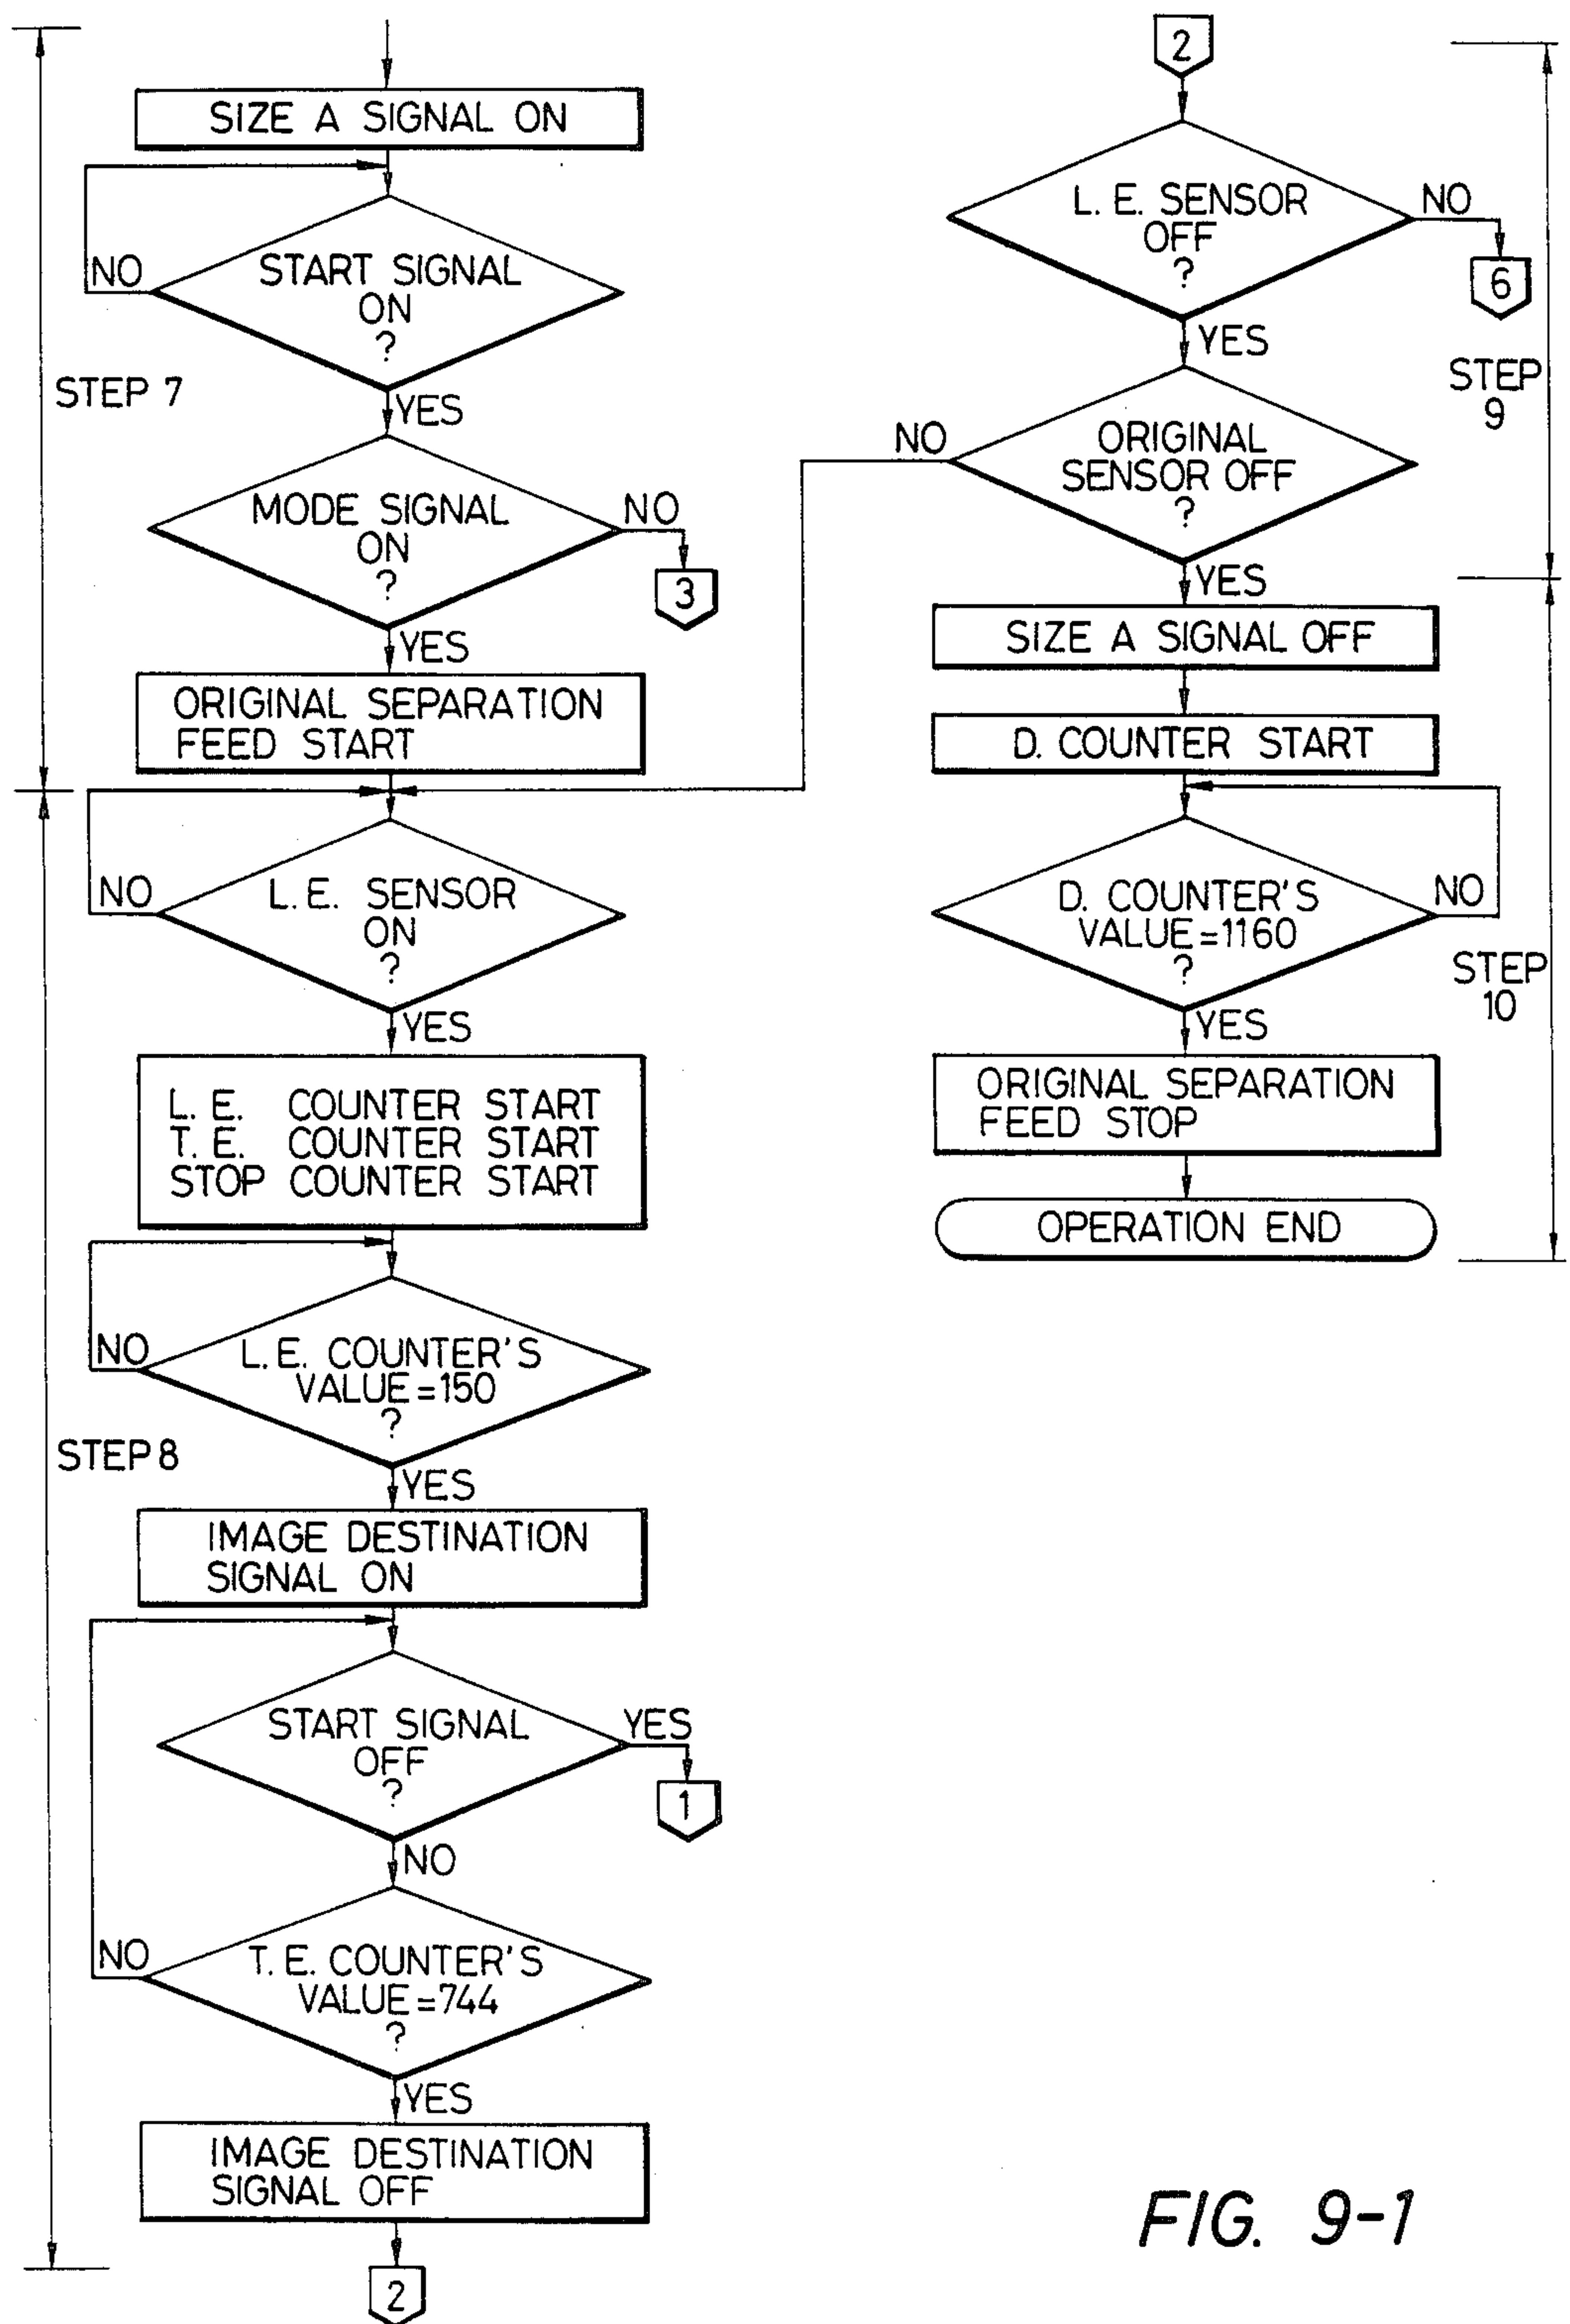 SIZE A SIGNAL ON
START SIGNAL
ON
?
NO
YES
STEP 7
MODE SIGNAL
ON
?
NO
3
YES
ORIGINAL SEPARATION
FEED START
L. E. SENSOR
ON
?
NO
YES
L. E. COUNTER START
T. E. COUNTER START
STOP COUNTER START
L. E. COUNTER'S
VALUE=150
?
NO
STEP 8
YES
IMAGE DESTINATION
SIGNAL ON
START SIGNAL
OFF
?
YES
1
NO
T. E. COUNTER'S
VALUE=744
?
NO
YES
IMAGE DESTINATION
SIGNAL OFF
2
2
L. E. SENSOR
OFF
?
NO
6
YES
STEP
9
ORIGINAL
SENSOR OFF
?
NO
YES
SIZE A SIGNAL OFF
D. COUNTER START
D. COUNTER'S
VALUE=1160
?
NO
STEP
10
YES
ORIGINAL SEPARATION
FEED STOP
OPERATION END
FIG. 9-1